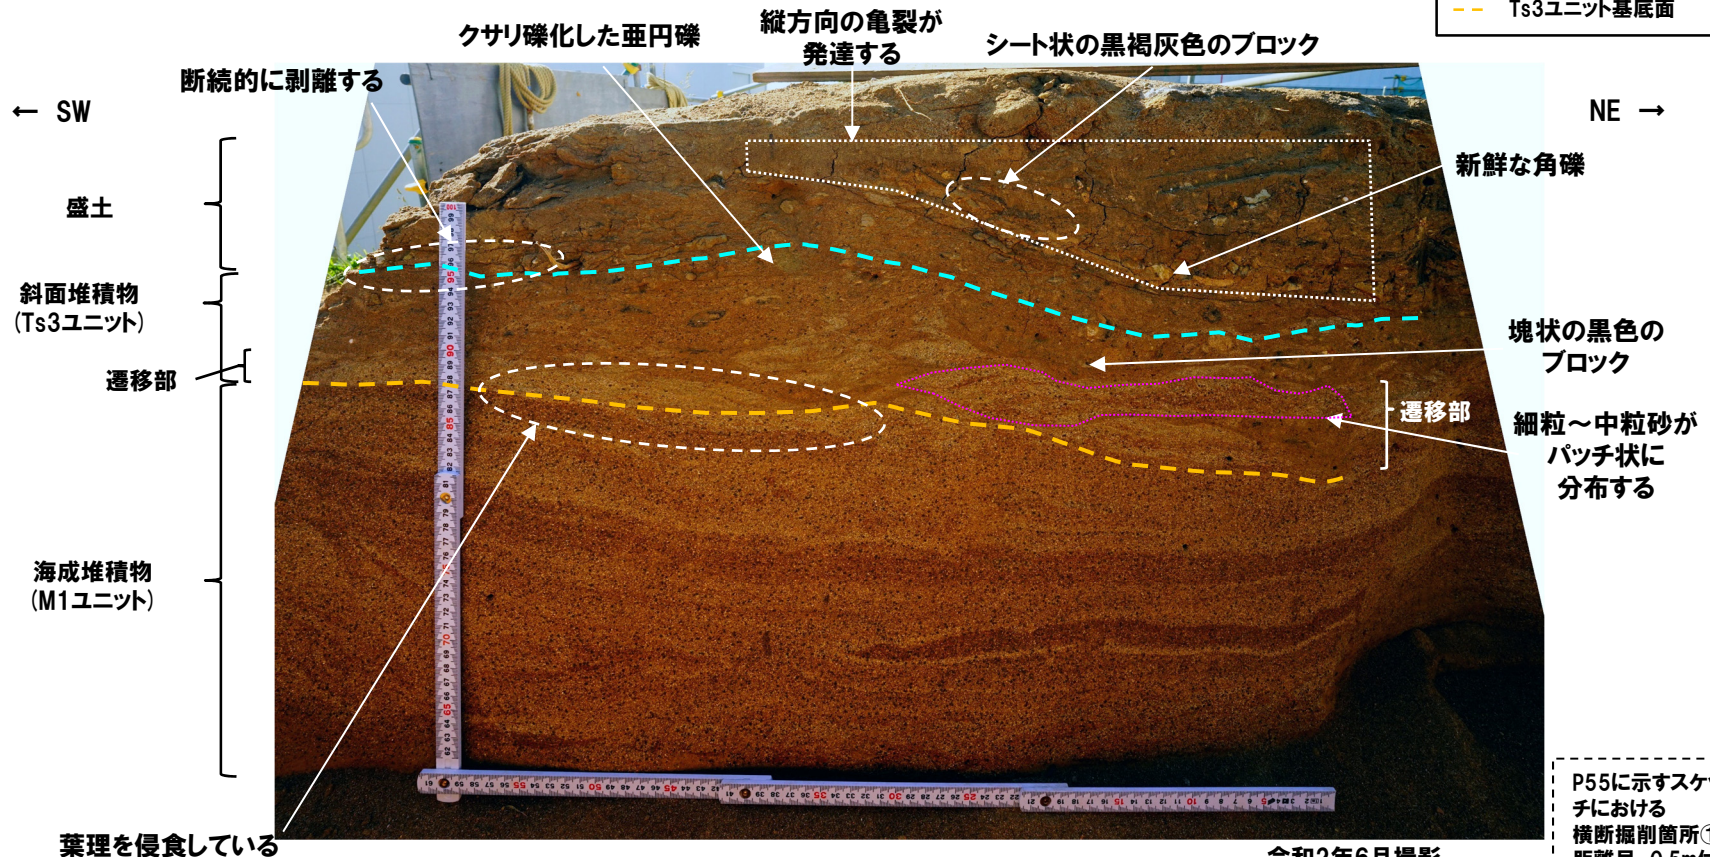 Ts3ユニット基底面
クサリ礫化した亜円礫
縦方向の亀裂が
発達する
シート状の黒褐灰色のブロック
断続的に剥離する
← SW
NE →
新鮮な角礫
盛土
斜面堆積物
(Ts3ユニット)
塊状の黒色の
ブロック
遷移部
遷移部
細粒～中粒砂が
パッチ状に
分布する
海成堆積物
(M1ユニット)
葉理を侵食している
P55に示すスケッ
チにおける
横断掘削箇所①